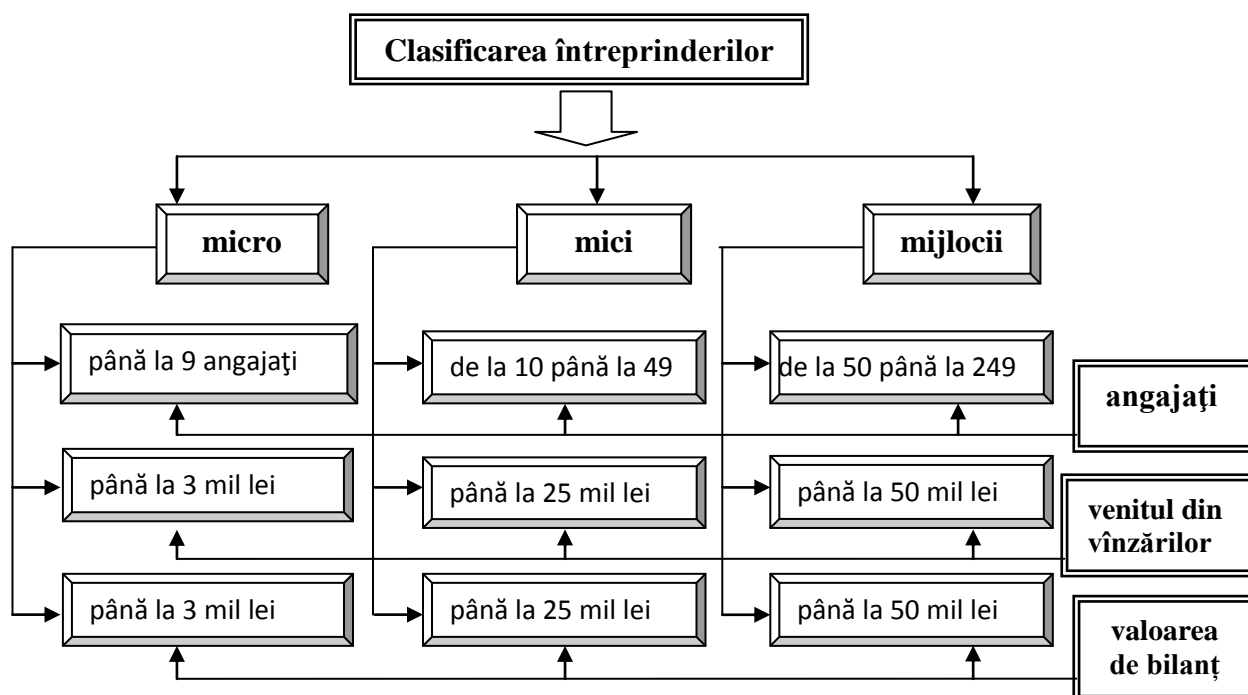 Clasificarea întreprinderilor
micro
mici
mijlocii
până la 9 angajaţi
de la 10 până la 49
de la 50 până la 249
angajaţi
până la 3 mil lei
până la 25 mil lei
până la 50 mil lei
venitul din
vînzărilor
până la 3 mil lei
până la 25 mil lei
până la 50 mil lei
valoarea
de bilanț